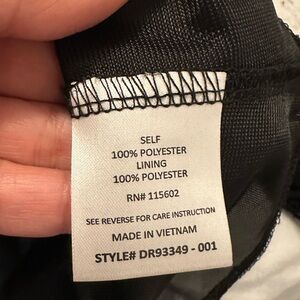 SELF
100% POLYESTER
LINING
100% POLYESTER
RN# 115602
SEE REVERSE FOR CARE INSTRUCTION
MADE IN VIETNAM
STYLE# DR93349 - 001